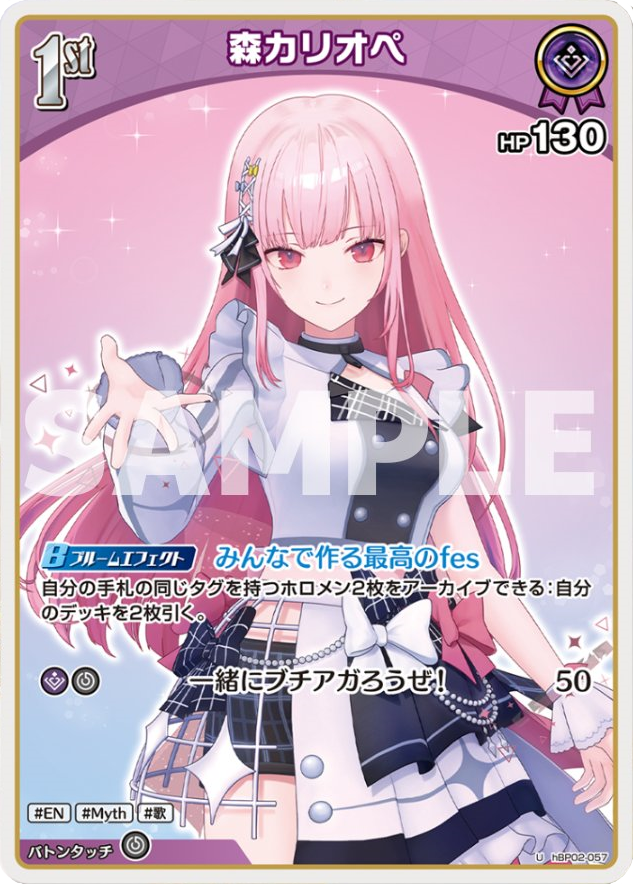 1st
森カリオペ
HP130
SAMPLE
Bブルームエフェクト みんなで作る最高のfes
自分の手札の同じタグを持つホロメン2枚をアーカイブできる:自分
のデッキを2枚引く。
一緒にブチアガろうぜ! 50
#EN #Myth #歌
バトンタッチ
U hBP02-057